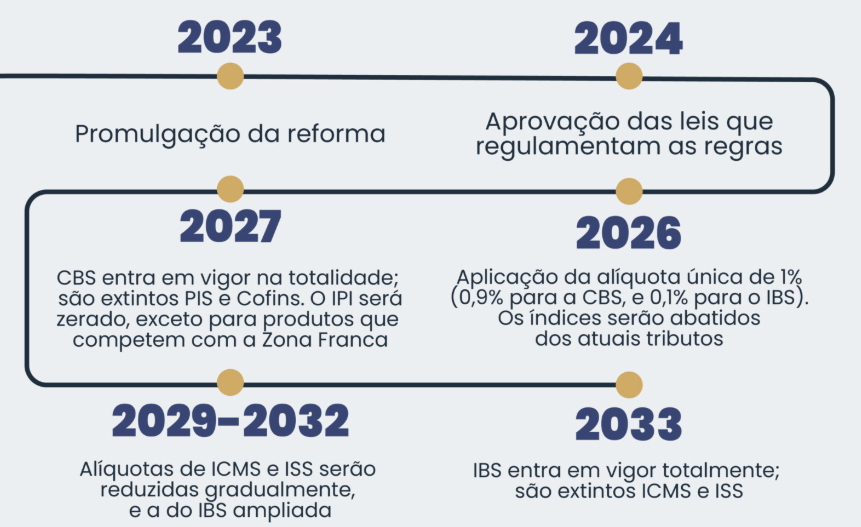 2023
Promulgação da reforma
2024
Aprovação das leis que
regulamentam as regras
2026
Aplicação da alíquota única de 1%
(0,9% para a CBS, e 0,1% para o IBS).
Os índices serão abatidos
dos atuais tributos
2027
CBS entra em vigor na totalidade;
são extintos PIS e Cofins. O IPI será
zerado, exceto para produtos que
competem com a Zona Franca
2029-2032
Alíquotas de ICMS e ISS serão
reduzidas gradualmente,
e a do IBS ampliada
2033
IBS entra em vigor totalmente;
são extintos ICMS e ISS